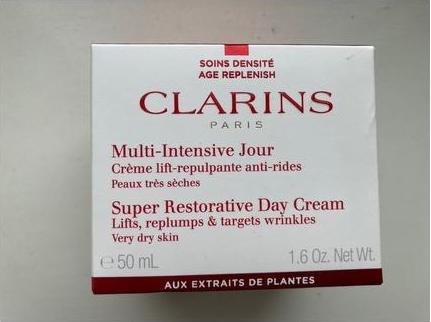 SOINS DENSITÉ
AGE REPLENISH
CLARINS
PARIS
Multi-Intensive Jour
Crème lift-repulpante anti-rides
Peaux très sèches
Super Restorative Day Cream
Lifts, replumps & targets wrinkles
Very dry skin
℮ 50 mL 1.6 Oz. Net Wt.
AUX EXTRAITS DE PLANTES